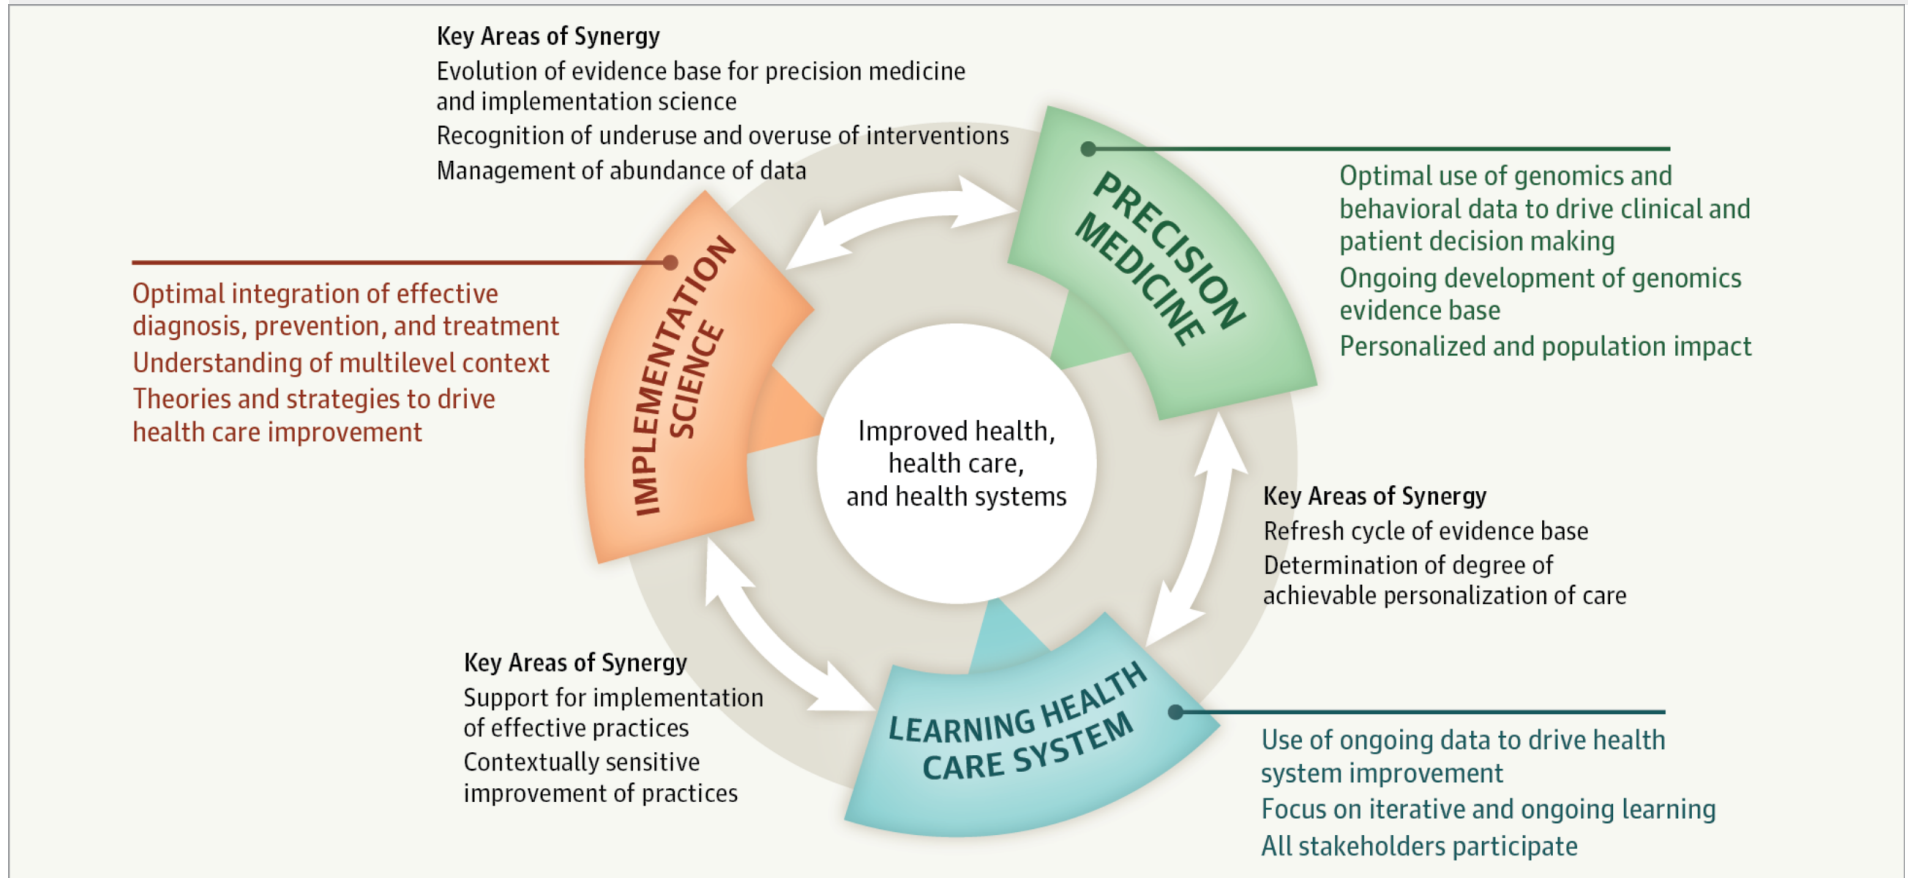 Key Areas of Synergy
Evolution of evidence base for precision medicine
and implementation science
Recognition of underuse and overuse of interventions
Management of abundance of data
PRECISION
MEDICINE
Optimal use of genomics and
behavioral data to drive clinical and
patient decision making
Ongoing development of genomics
evidence base
Personalized and population impact
IMPLEMENTATION
SCIENCE
Optimal integration of effective
diagnosis, prevention, and treatment
Understanding of multilevel context
Theories and strategies to drive
health care improvement
Improved health,
health care,
and health systems
Key Areas of Synergy
Refresh cycle of evidence base
Determination of degree of
achievable personalization of care
Key Areas of Synergy
Support for implementation
of effective practices
Contextually sensitive
improvement of practices
LEARNING HEALTH
CARE SYSTEM
Use of ongoing data to drive health
system improvement
Focus on iterative and ongoing learning
All stakeholders participate